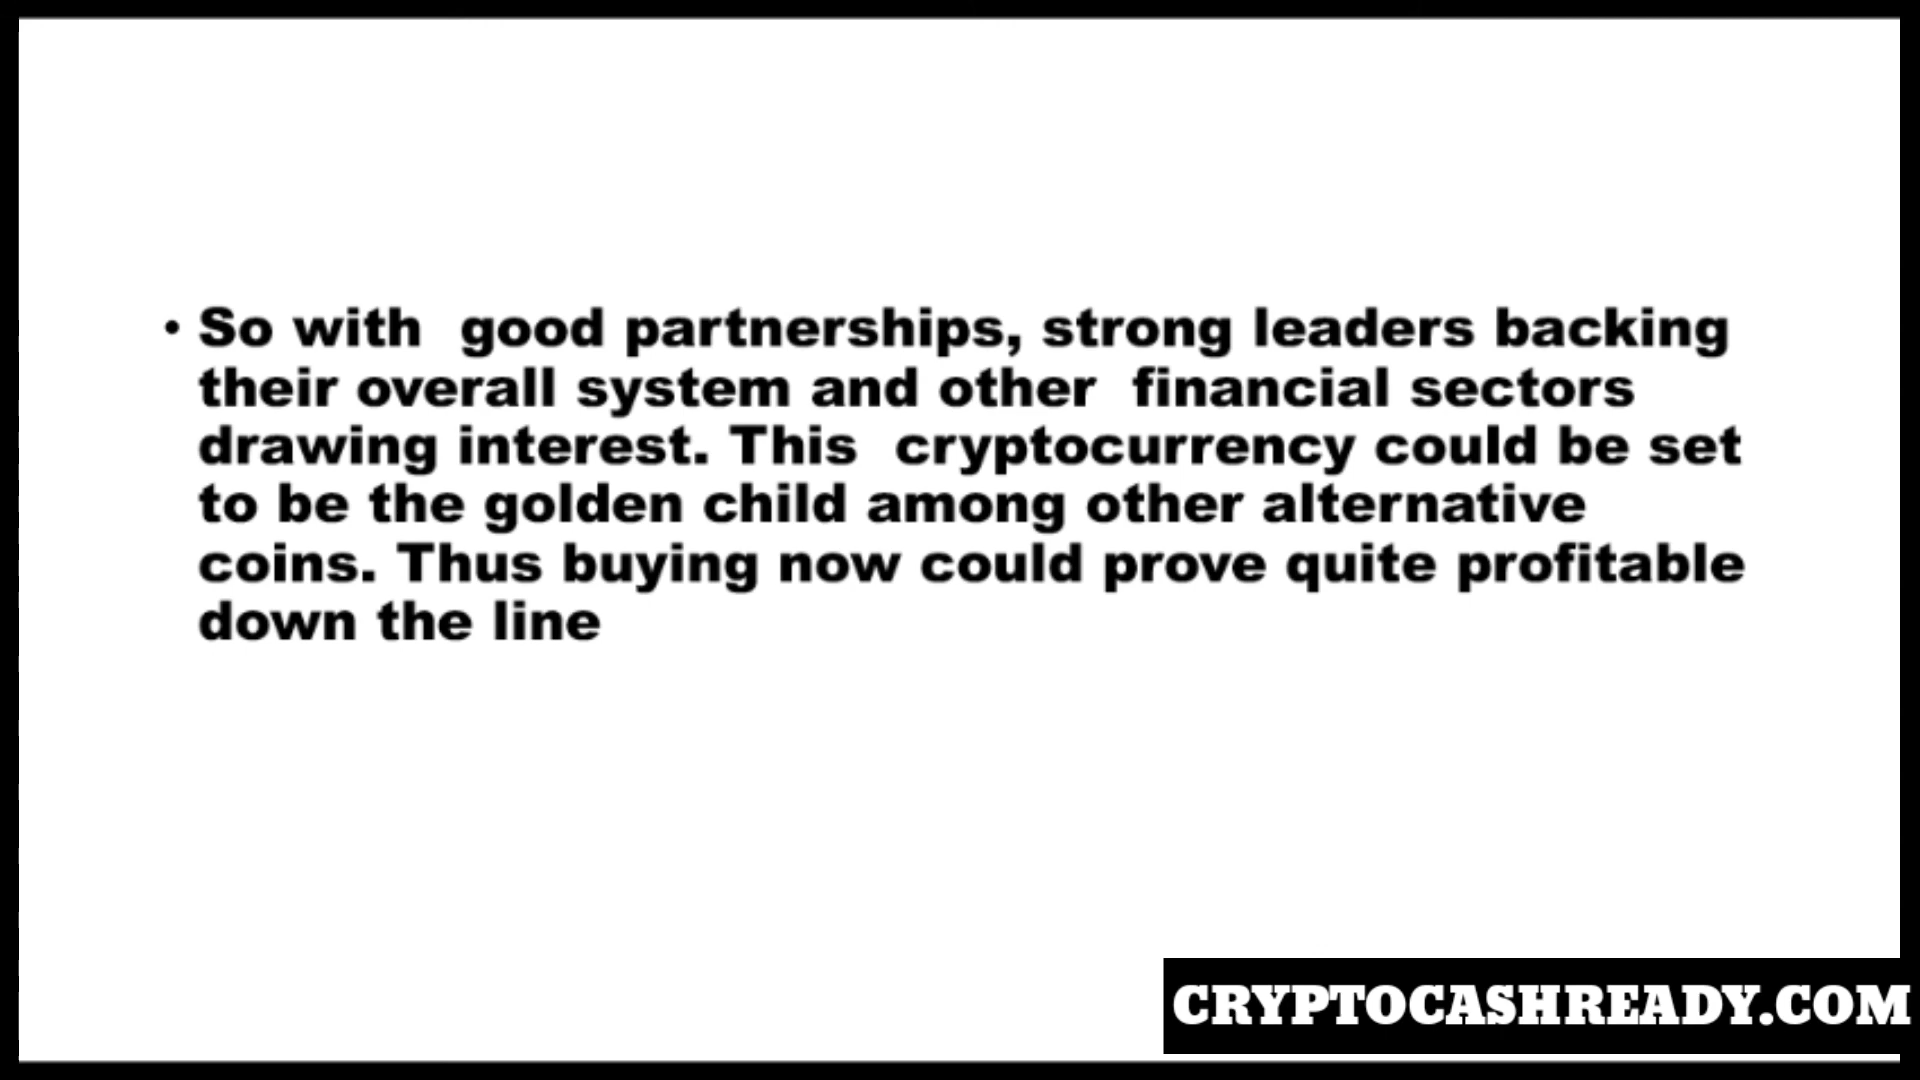 • So with  good partnerships, strong leaders backing
their overall system and other  financial sectors
drawing interest. This  cryptocurrency could be set
to be the golden child among other alternative
coins. Thus buying now could prove quite profitable
down the line
CRYPTOCASHREADY.COM